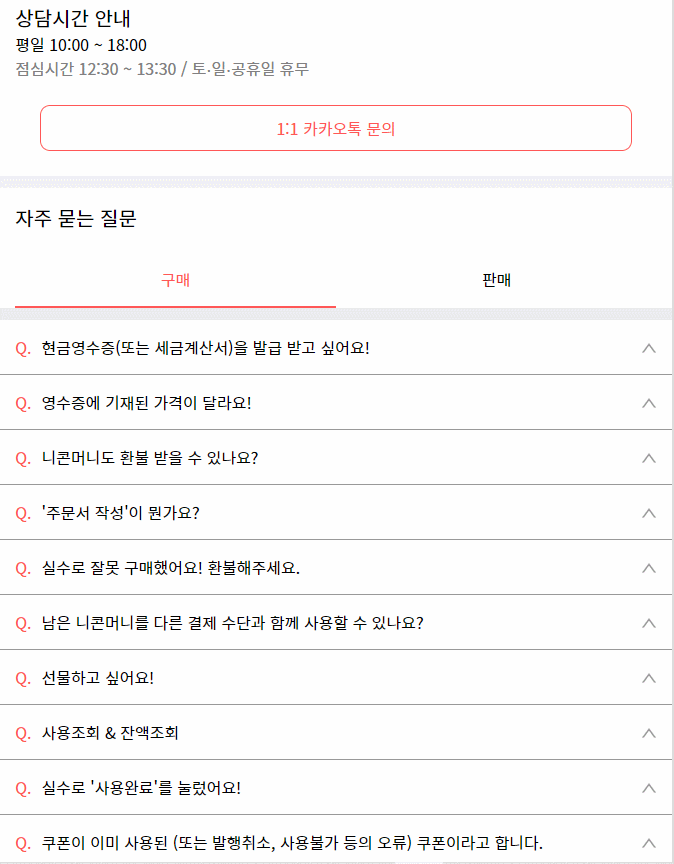 상담시간 안내
평일 10:00 ~ 18:00
점심시간 12:30 ~ 13:30 / 토·일·공휴일 휴무
1:1 카카오톡 문의
자주 묻는 질문
구매
판매
Q. 현금영수증(또는 세금계산서)을 발급 받고 싶어요!
Q. 영수증에 기재된 가격이 달라요!
Q. 니콘머니도 환불 받을 수 있나요?
Q. '주문서 작성'이 뭔가요?
Q. 실수로 잘못 구매했어요! 환불해주세요.
Q. 남은 니콘머니를 다른 결제 수단과 함께 사용할 수 있나요?
Q. 선물하고 싶어요!
Q. 사용조회 & 잔액조회
Q. 실수로 '사용완료'를 눌렀어요!
Q. 쿠폰이 이미 사용된 (또는 발행취소, 사용불가 등의 오류) 쿠폰이라고 합니다.